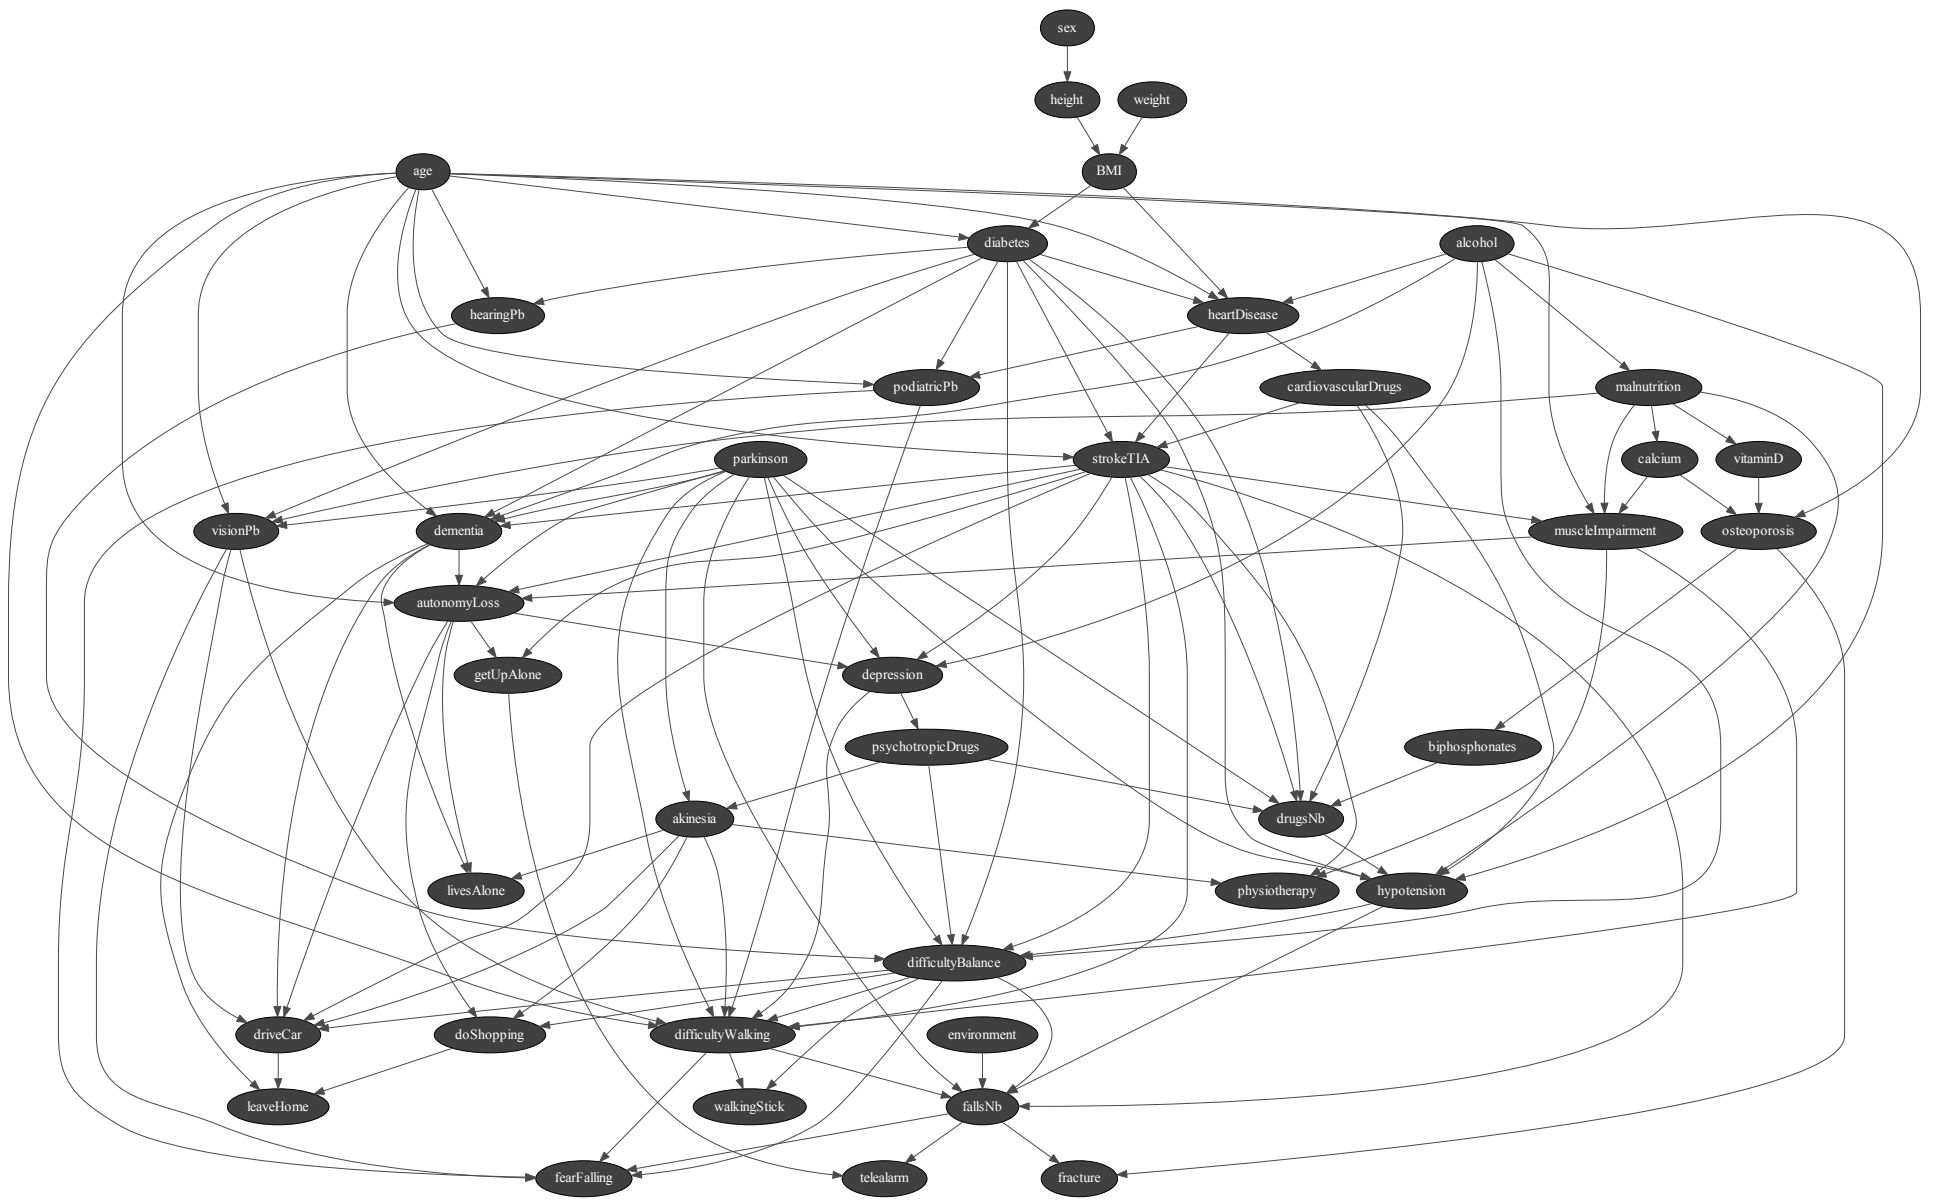 sex
height
weight
age
BMI
diabetes
alcohol
hearingPb
heartDisease
podiatricPb
cardiovascularDrugs
malnutrition
parkinson
strokeTIA
calcium
vitaminD
visionPb
dementia
muscleImpairment
osteoporosis
autonomyLoss
getUpAlone
depression
psychotropicDrugs
biphosphonates
akinesia
drugsNb
livesAlone
physiotherapy
hypotension
difficultyBalance
driveCar
doShopping
difficultyWalking
environment
leaveHome
walkingStick
fallsNb
fearFalling
telealarm
fracture